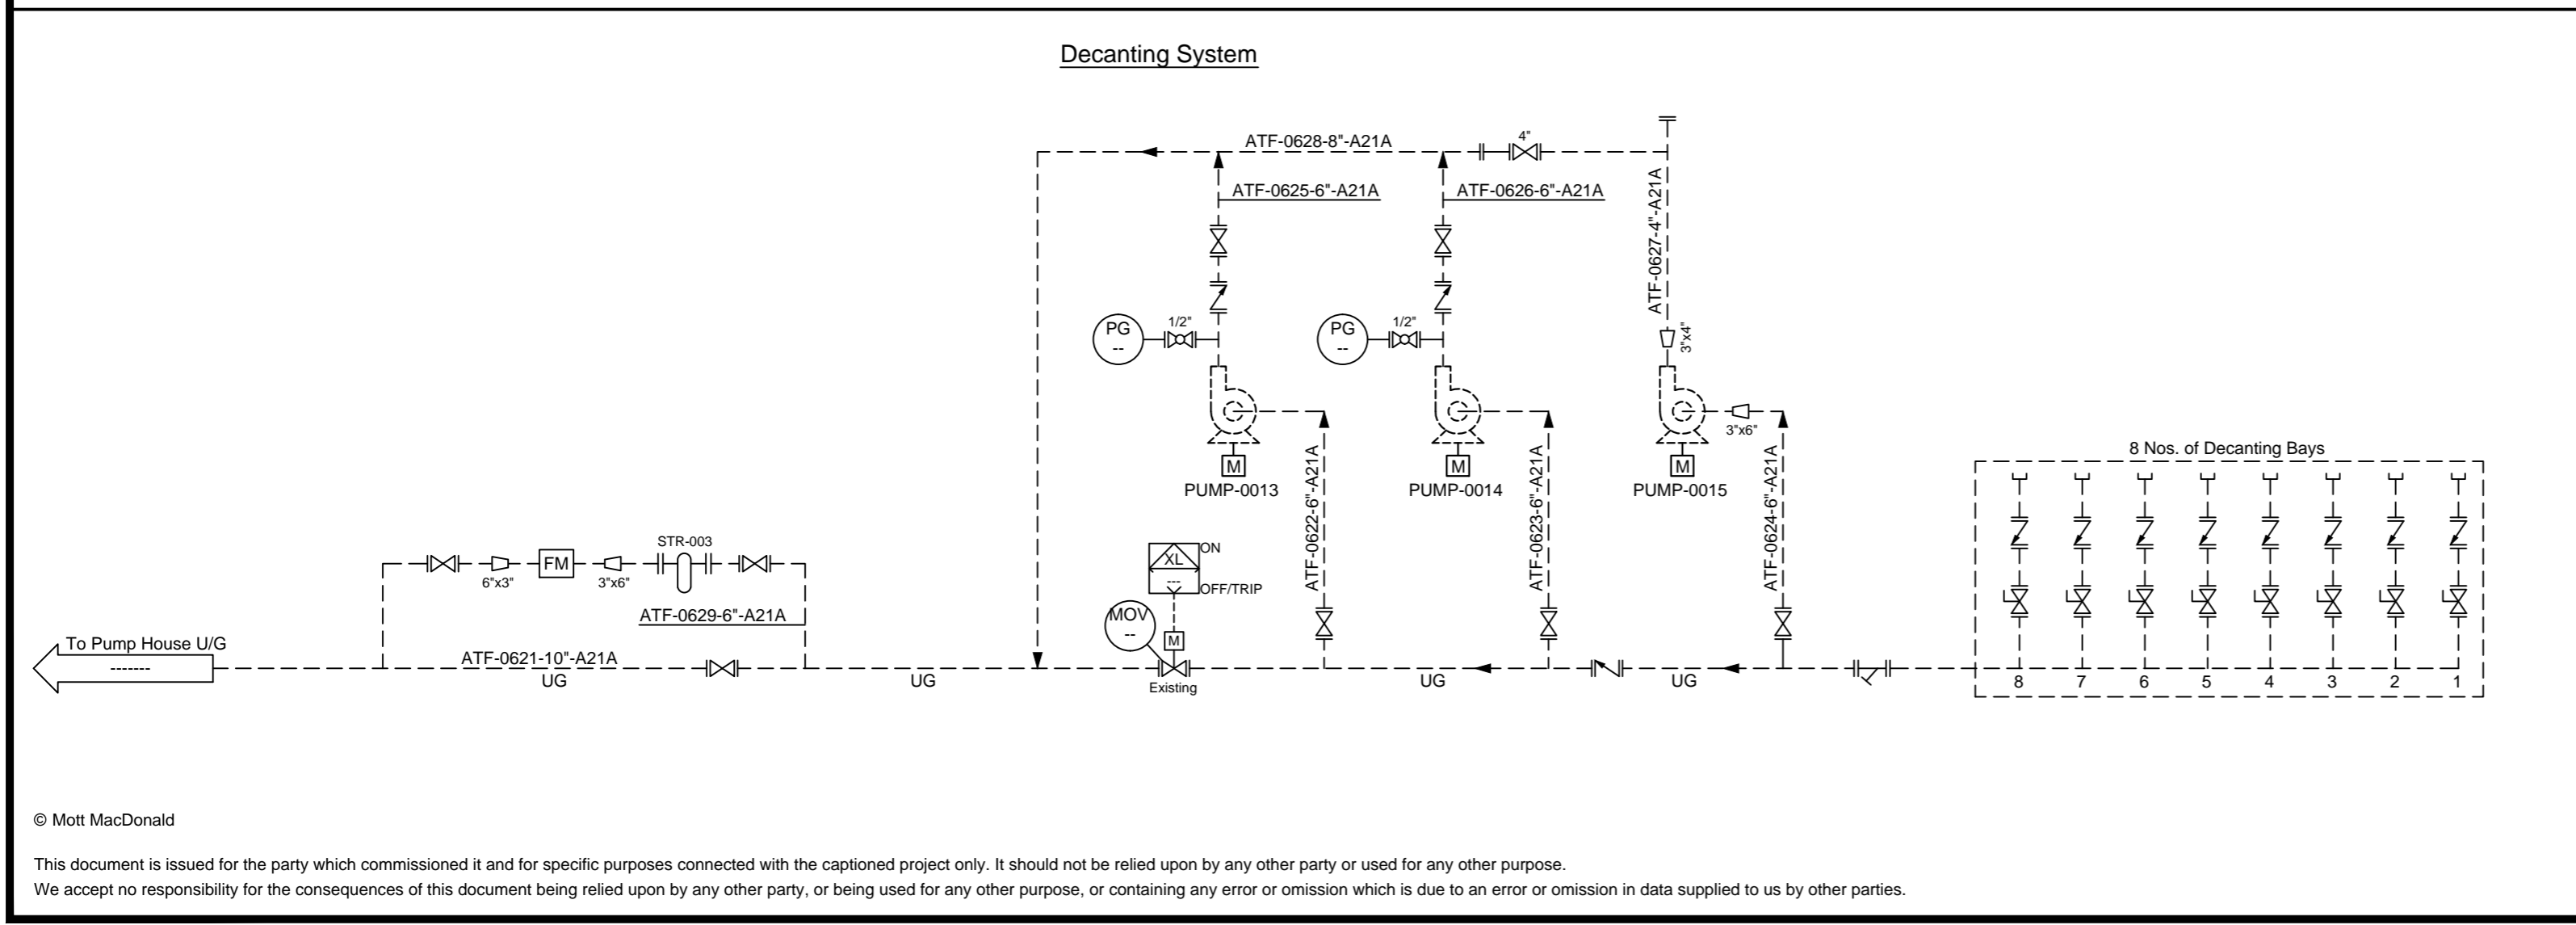 Decanting System
4"
ATF-0628-8"-A21A
ATF-0625-6"-A21A
ATF-0626-6"-A21A
ATF-0627-4"-A21A
PG
--
1/2"
PG
--
1/2"
3"x4"
3"x6"
M
M
M
PUMP-0013
PUMP-0014
PUMP-0015
ATF-0622-6"-A21A
ATF-0623-6"-A21A
ATF-0624-6"-A21A
8 Nos. of Decanting Bays
STR-003
FM
6"x3"
3"x6"
ATF-0629-6"-A21A
XL
---
ON
OFF/TRIP
MOV
--
M
Existing
To Pump House U/G
-------
ATF-0621-10"-A21A
UG
UG
UG
UG
8 7 6 5 4 3 2 1
© Mott MacDonald
This document is issued for the party which commissioned it and for specific purposes connected with the captioned project only. It should not be relied upon by any other party or used for any other purpose.
We accept no responsibility for the consequences of this document being relied upon by any other party, or being used for any other purpose, or containing any error or omission which is due to an error or omission in data supplied to us by other parties.